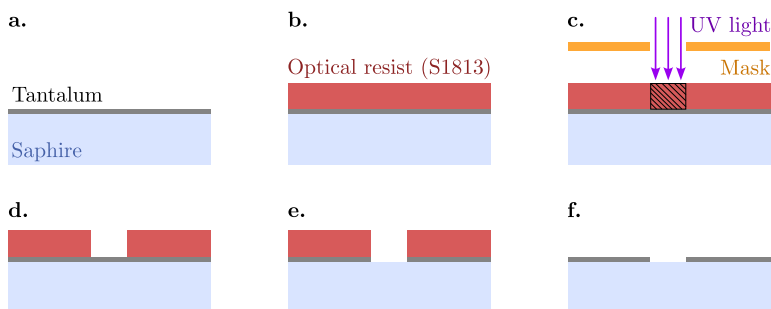 a.
b.
c.
UV light
Optical resist (S1813)
Mask
Tantalum
Saphire
d.
e.
f.